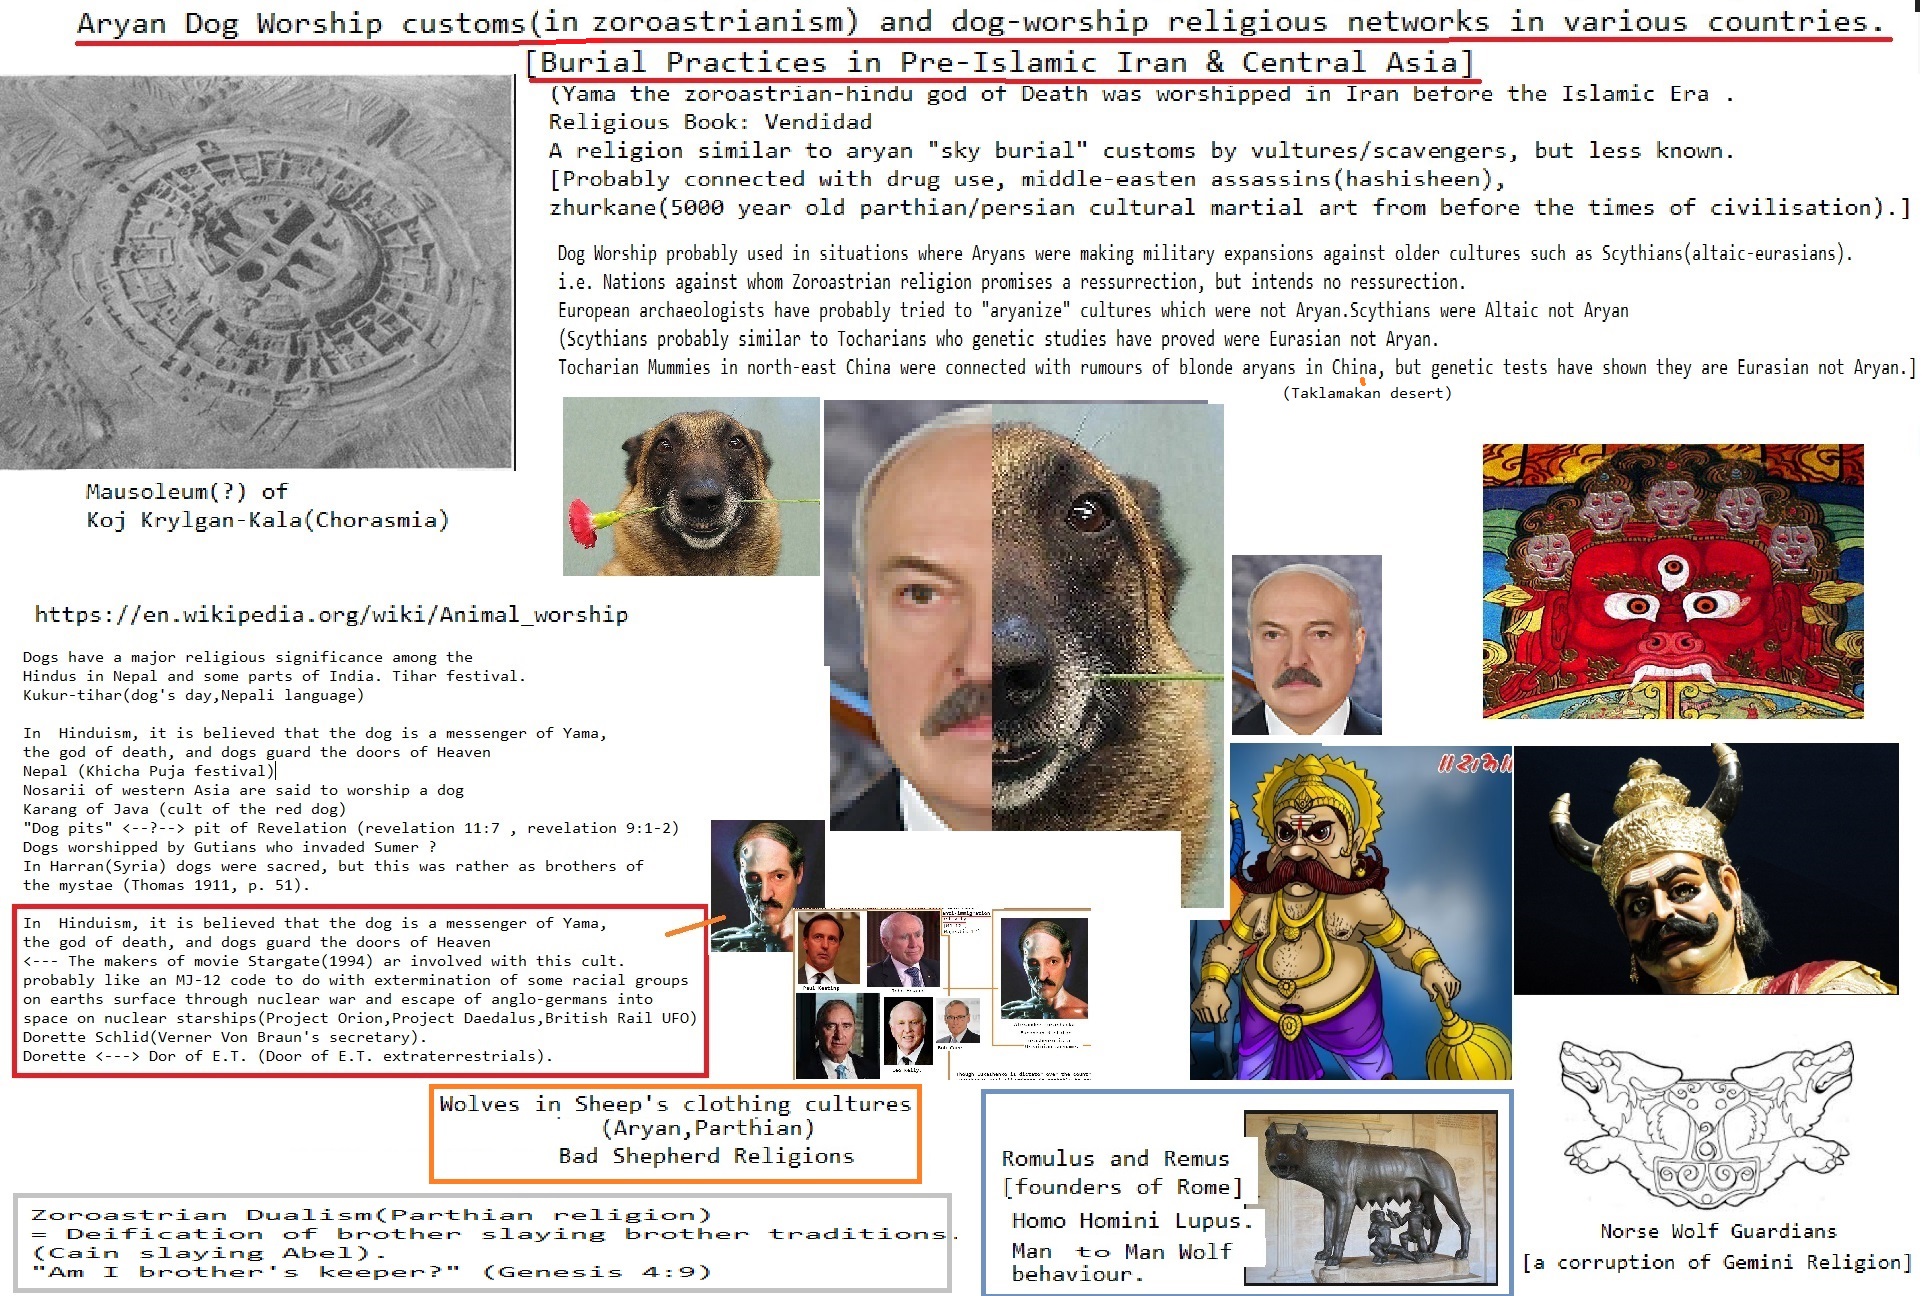 Aryan Dog Worship customs(in zoroastrianism) and dog-worship religious networks in various countries.
[Burial Practices in Pre-Islamic Iran & Central Asia]
(Yama the zoroastrian-hindu god of Death was worshipped in Iran before the Islamic Era .
Religious Book: Vendidad
A religion similar to aryan "sky burial" customs by vultures/scavengers, but less known.
[Probably connected with drug use, middle-easten assassins(hashisheen),
zhurkane(5000 year old parthian/persian cultural martial art from before the times of civilisation).]
Dog Worship probably used in situations where Aryans were making military expansions against older cultures such as Scythians(altaic-eurasians).
i.e. Nations against whom Zoroastrian religion promises a ressurrection, but intends no ressurection.
European archaeologists have probably tried to "aryanize" cultures which were not Aryan.Scythians were Altaic not Aryan
(Scythians probably similar to Tocharians who genetic studies have proved were Eurasian not Aryan.
Tocharian Mummies in north-east China were connected with rumours of blonde aryans in China, but genetic tests have shown they are Eurasian not Aryan.]
(Taklamakan desert)
Mausoleum(?) of
Koj Krylgan-Kala(Chorasmia)
https://en.wikipedia.org/wiki/Animal_worship
Dogs have a major religious significance among the
Hindus in Nepal and some parts of India. Tihar festival.
Kukur-tihar(dog's day,Nepali language)
In  Hinduism, it is believed that the dog is a messenger of Yama,
the god of death, and dogs guard the doors of Heaven
Nepal (Khicha Puja festival)
Nosarii of western Asia are said to worship a dog
Karang of Java (cult of the red dog)
"Dog pits" <--?--> pit of Revelation (revelation 11:7 , revelation 9:1-2)
Dogs worshipped by Gutians who invaded Sumer ?
In Harran(Syria) dogs were sacred, but this was rather as brothers of
the mystae (Thomas 1911, p. 51).
In  Hinduism, it is believed that the dog is a messenger of Yama,
the god of death, and dogs guard the doors of Heaven
<--- The makers of movie Stargate(1994) ar involved with this cult.
probably like an MJ-12 code to do with extermination of some racial groups
on earths surface through nuclear war and escape of anglo-germans into
space on nuclear starships(Project Orion,Project Daedalus,British Rail UFO)
Dorette Schlid(Verner Von Braun's secretary).
Dorette <---> Dor of E.T. (Door of E.T. extraterrestrials).
anti-immigration
Paul Keating
Wolves in Sheep's clothing cultures
(Aryan,Parthian)
Bad Shepherd Religions
Zoroastrian Dualism(Parthian religion)
= Deification of brother slaying brother traditions.
(Cain slaying Abel).
"Am I brother's keeper?" (Genesis 4:9)
Romulus and Remus
[founders of Rome]
Homo Homini Lupus.
Man to Man Wolf
behaviour.
Norse Wolf Guardians
[a corruption of Gemini Religion]